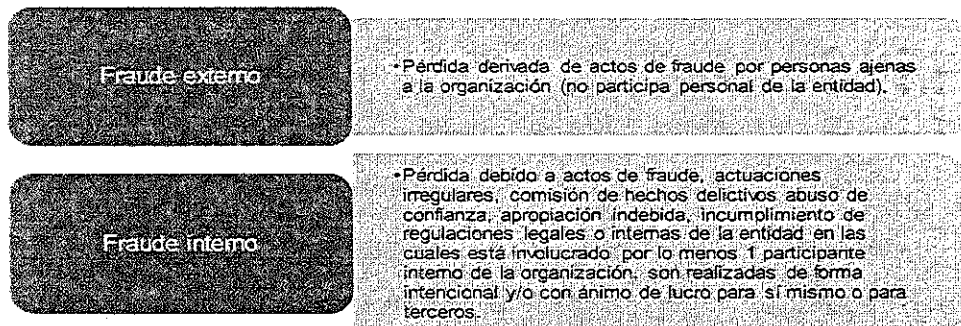 Fraude externo
•Pérdida derivada de actos de fraude por personas ajenas
a la organización (no participa personal de la entidad).
Fraude interno
•Pérdida debido a actos de fraude, actuaciones
irregulares, comisión de hechos delictivos abuso de
confianza, apropiación indebida, incumplimiento de
regulaciones legales o internas de la entidad en las
cuales está involucrado por lo menos 1 participante
interno de la organización, son realizadas de forma
intencional y/o con ánimo de lucro para sí mismo o para
terceros.